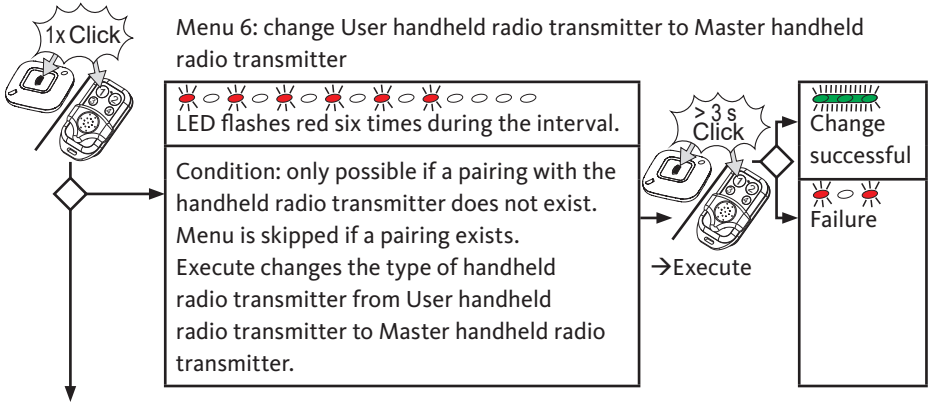 1x Click
Menu 6: change User handheld radio transmitter to Master handheld
radio transmitter
LED flashes red six times during the interval.
Condition: only possible if a pairing with the
handheld radio transmitter does not exist.
Menu is skipped if a pairing exists.
Execute changes the type of handheld
radio transmitter from User handheld
radio transmitter to Master handheld radio
transmitter.
> 3 s
Click
→Execute
Change
successful
Failure